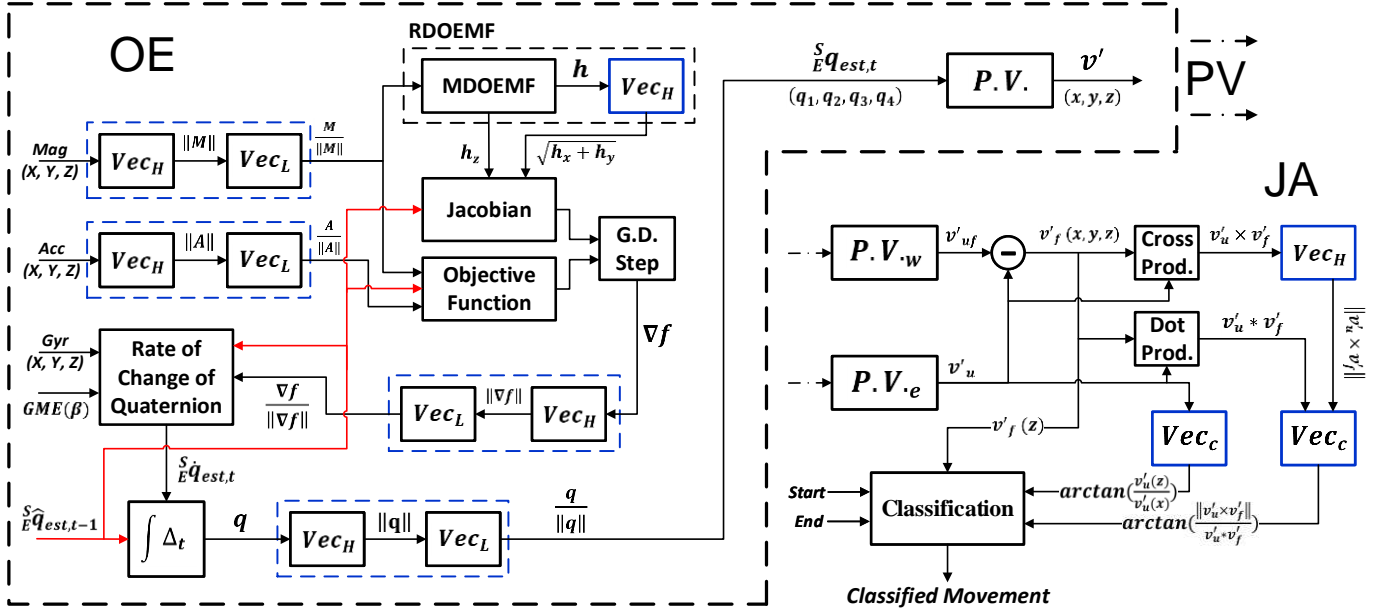 OE
RDOEMF
MDOEMF
h
Vec_H
h_z
√(h_x + h_y)
Mag
(X, Y, Z)
Vec_H
‖M‖
Vec_L
M/‖M‖
Acc
(X, Y, Z)
Vec_H
‖A‖
Vec_L
A/‖A‖
Jacobian
Objective
Function
G.D.
Step
∇f
Gyr
(X, Y, Z)
GME(β)
Rate of
Change of
Quaternion
∇f/‖∇f‖
Vec_L
‖∇f‖
Vec_H
^S_E q̇_est,t
^S_E q̂_est,t−1
∫ Δ_t
q
Vec_H
‖q‖
Vec_L
q/‖q‖
^S_E q_est,t
(q₁, q₂, q₃, q₄)
P.V.
v′
(x, y, z)
PV
JA
P.V._w
v′_uf
−
v′_f (x, y, z)
Cross
Prod.
v′_u × v′_f
Vec_H
‖v′_u × v′_f‖
Dot
Prod.
v′_u ∗ v′_f
P.V._e
v′_u
Vec_c
Vec_c
v′_f (z)
Start
End
Classification
arctan(v′_u(z)/v′_u(x))
arctan(‖v′_u×v′_f‖/v′_u∗v′_f)
Classified Movement